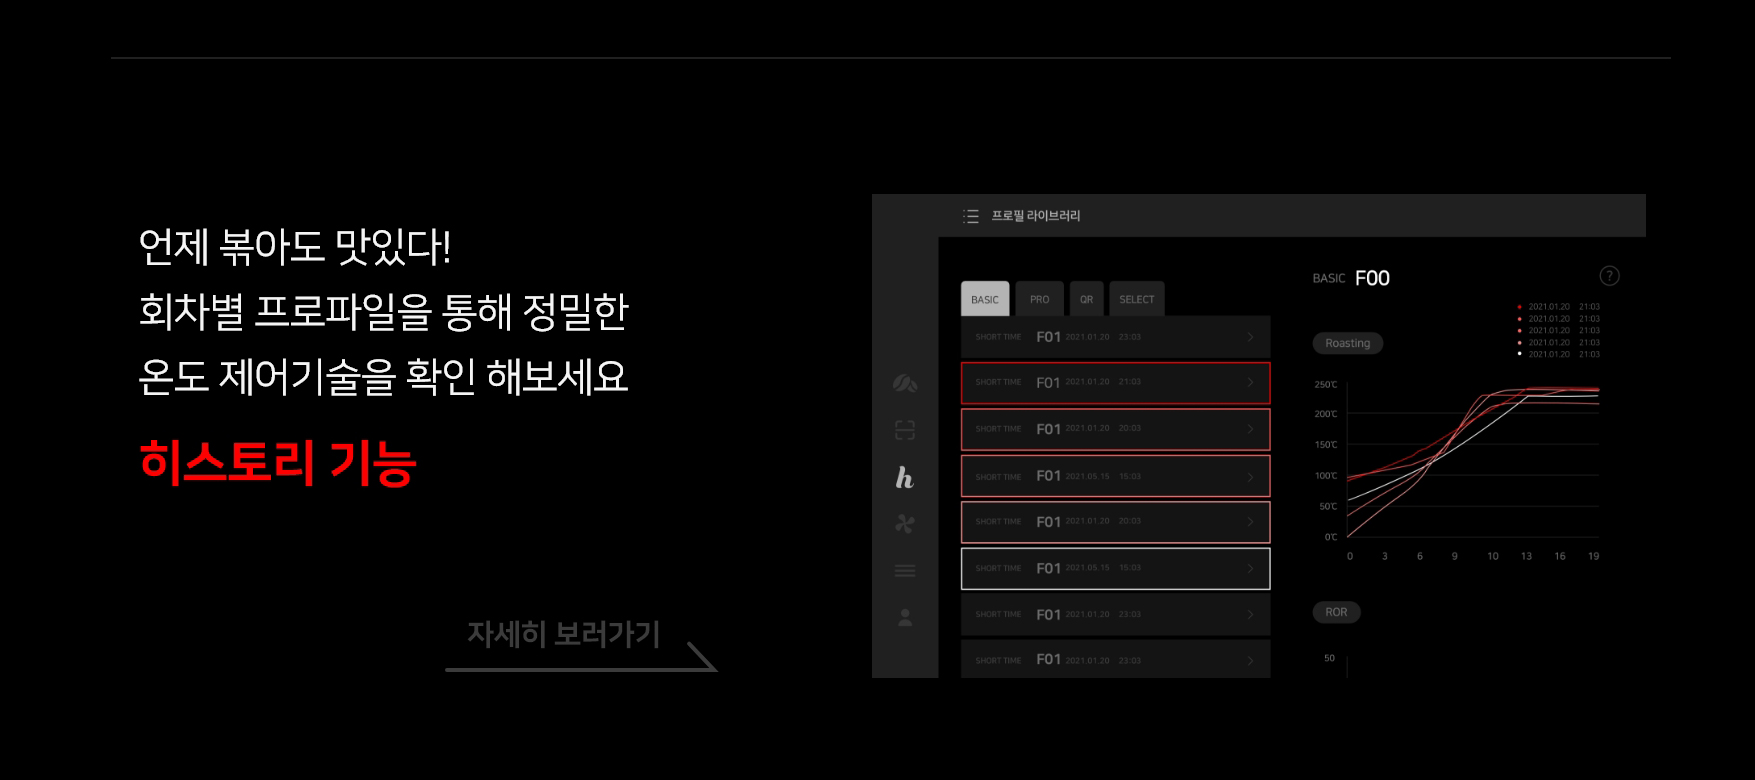 언제 볶아도 맛있다!
회차별 프로파일을 통해 정밀한
온도 제어기술을 확인 해보세요
히스토리 기능
자세히 보러가기
프로필 라이브러리
BASIC PRO QR SELECT
SHORT TIME F01 2021.01.20 23:03
SHORT TIME F01 2021.01.20 21:03
SHORT TIME F01 2021.01.20 20:03
SHORT TIME F01 2021.05.15 15:03
SHORT TIME F01 2021.01.20 20:03
SHORT TIME F01 2021.05.15 15:03
SHORT TIME F01 2021.01.20 23:03
SHORT TIME F01 2021.01.20 23:03
h
BASIC F00
?
2021.01.20 21:03
2021.01.20 21:03
2021.01.20 21:03
2021.01.20 21:03
2021.01.20 21:03
Roasting
250℃
200℃
150℃
100℃
50℃
0℃
0 3 6 9 10 13 16 19
ROR
50